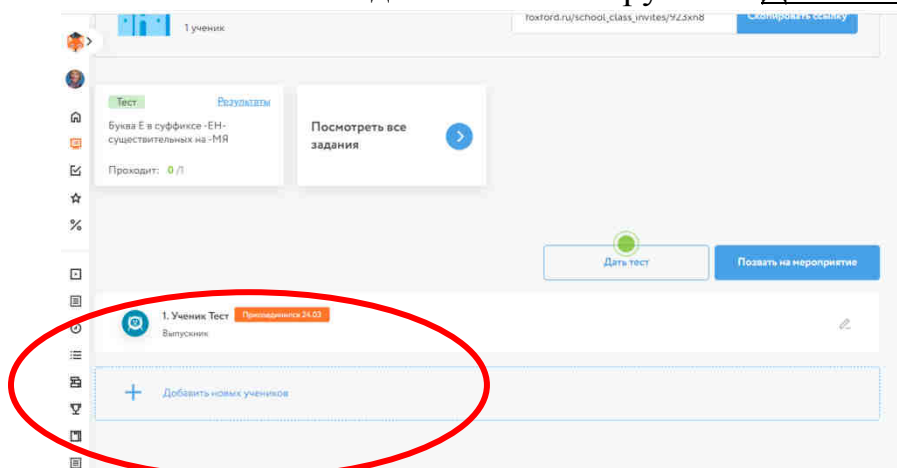 1 ученик
foxford.ru/school_class_invites/923xn8
Скопировать ссылку
Тест
Результаты
Буква Е в суффиксе -ЕН-
существительных на -МЯ
Проходит: 0 /1
Посмотреть все
задания
Дать тест
Позвать на мероприятие
1. Ученик Тест
Присоединился 24.03
Выпускник
Добавить новых учеников